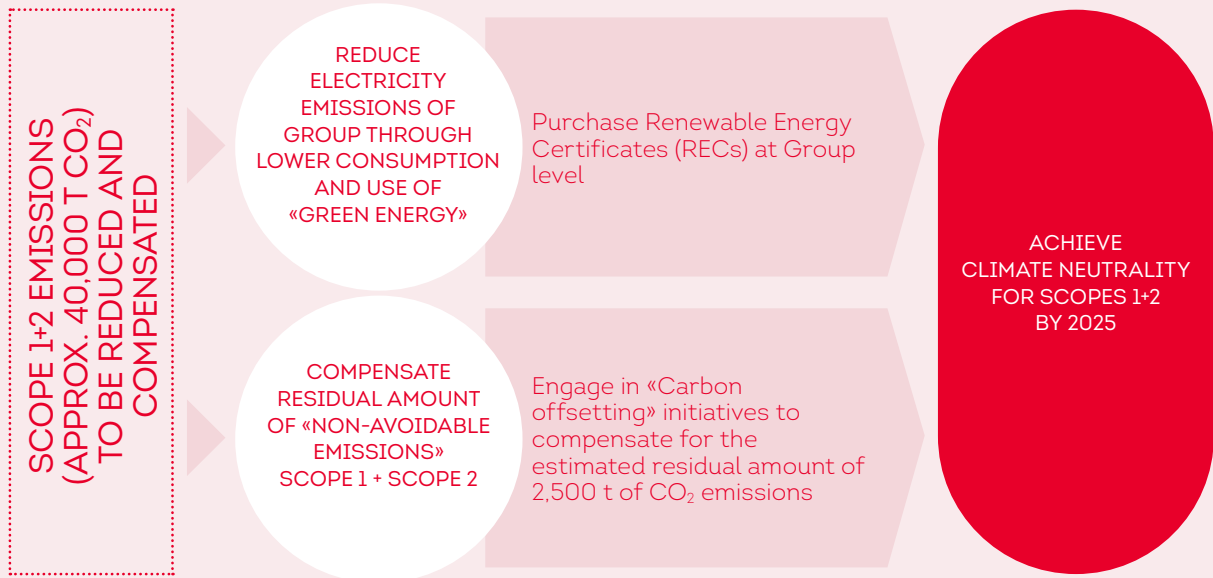 SCOPE 1+2 EMISSIONS
(APPROX. 40,000 T CO₂)
TO BE REDUCED AND
COMPENSATED
REDUCE
ELECTRICITY
EMISSIONS OF
GROUP THROUGH
LOWER CONSUMPTION
AND USE OF
«GREEN ENERGY»
Purchase Renewable Energy
Certificates (RECs) at Group
level
COMPENSATE
RESIDUAL AMOUNT
OF «NON-AVOIDABLE
EMISSIONS»
SCOPE 1 + SCOPE 2
Engage in «Carbon
offsetting» initiatives to
compensate for the
estimated residual amount of
2,500 t of CO₂ emissions
ACHIEVE
CLIMATE NEUTRALITY
FOR SCOPES 1+2
BY 2025